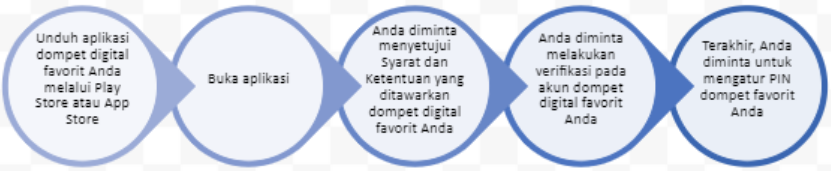 Unduh aplikasi
dompet digital
favorit Anda
melalui Play
Store atau App
Store
Buka aplikasi
Anda diminta
menyetujui
Syarat dan
Ketentuan yang
ditawarkan
dompet digital
favorit Anda
Anda diminta
melakukan
verifikasi pada
akun dompet
digital favorit
Anda
Terakhir, Anda
diminta untuk
mengatur PIN
dompet favorit
Anda